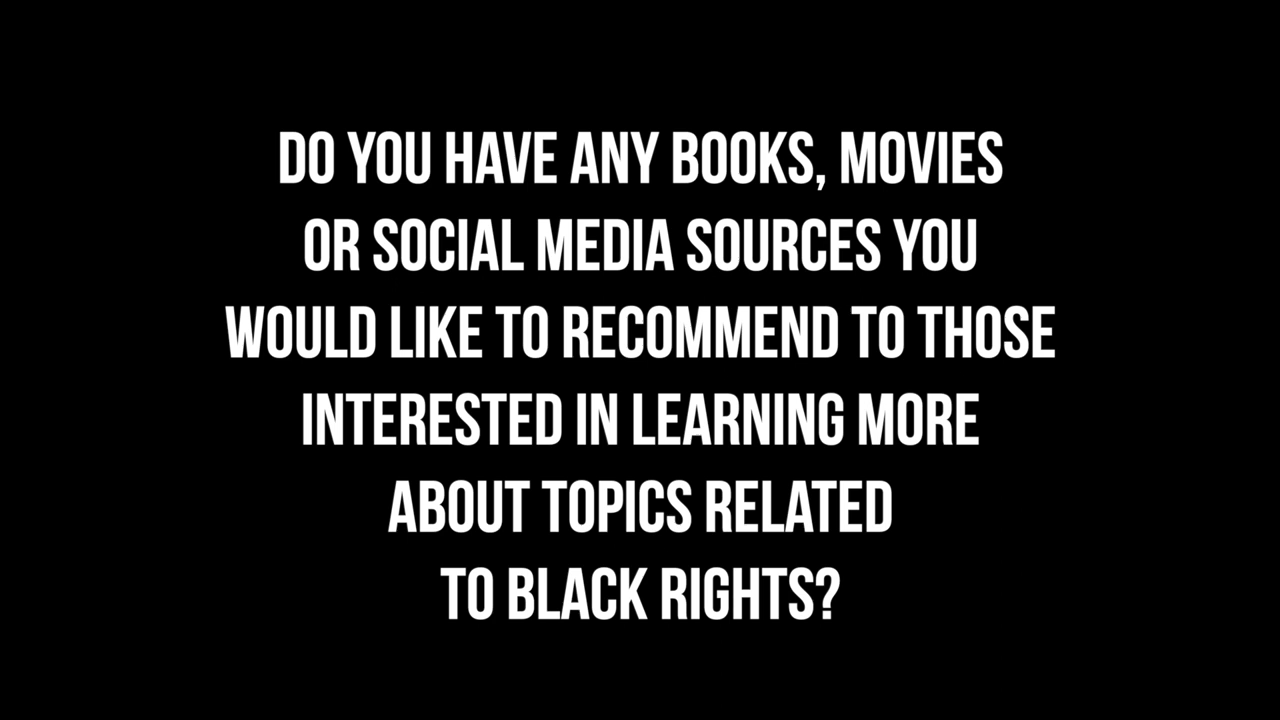 DO YOU HAVE ANY BOOKS, MOVIES
OR SOCIAL MEDIA SOURCES YOU
WOULD LIKE TO RECOMMEND TO THOSE
INTERESTED IN LEARNING MORE
ABOUT TOPICS RELATED
TO BLACK RIGHTS?